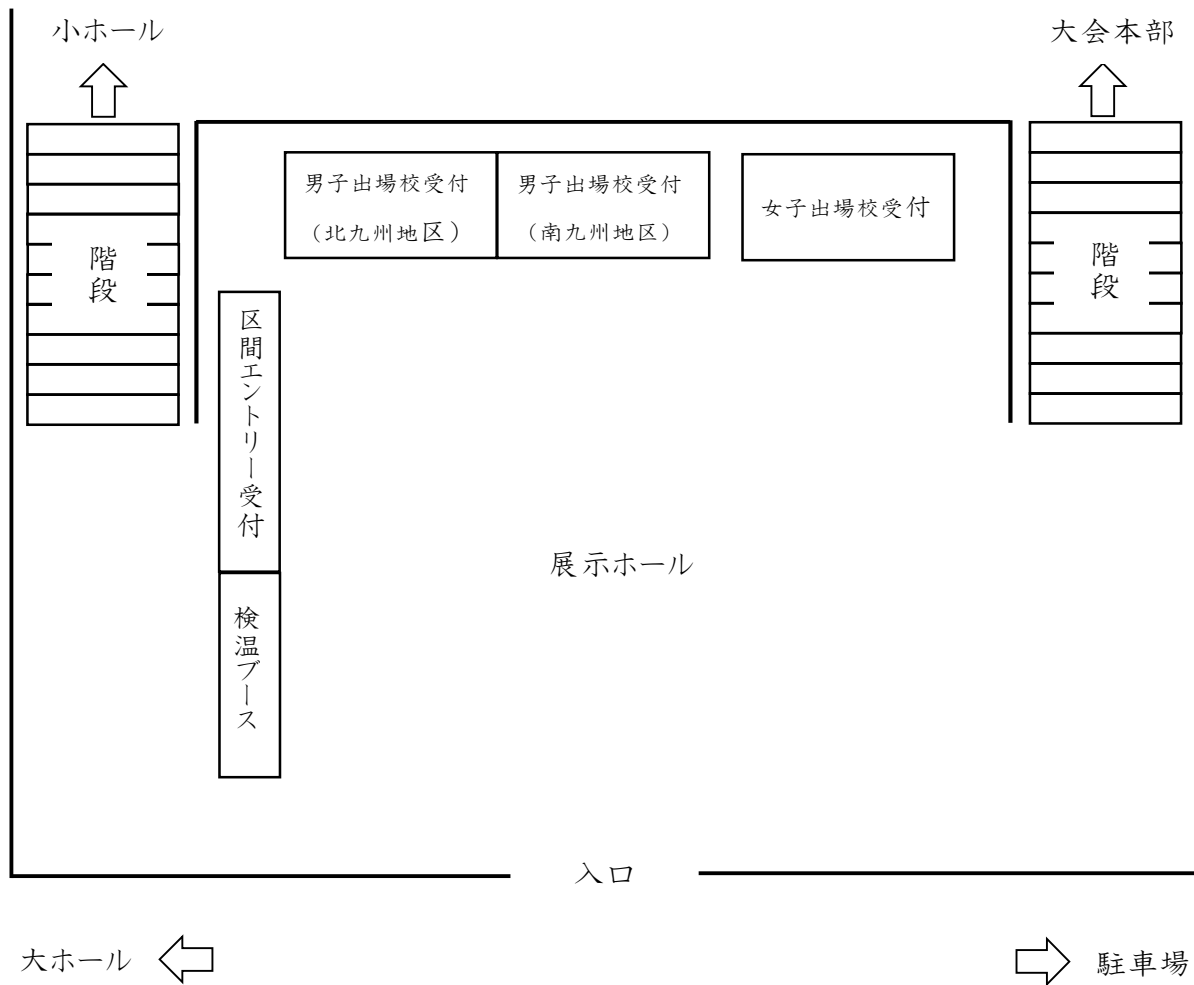 小ホール
大会本部
男子出場校受付
(北九州地区)
男子出場校受付
(南九州地区)
女子出場校受付
階段
階段
区間エントリー受付
検温ブース
展示ホール
入口
大ホール
駐車場